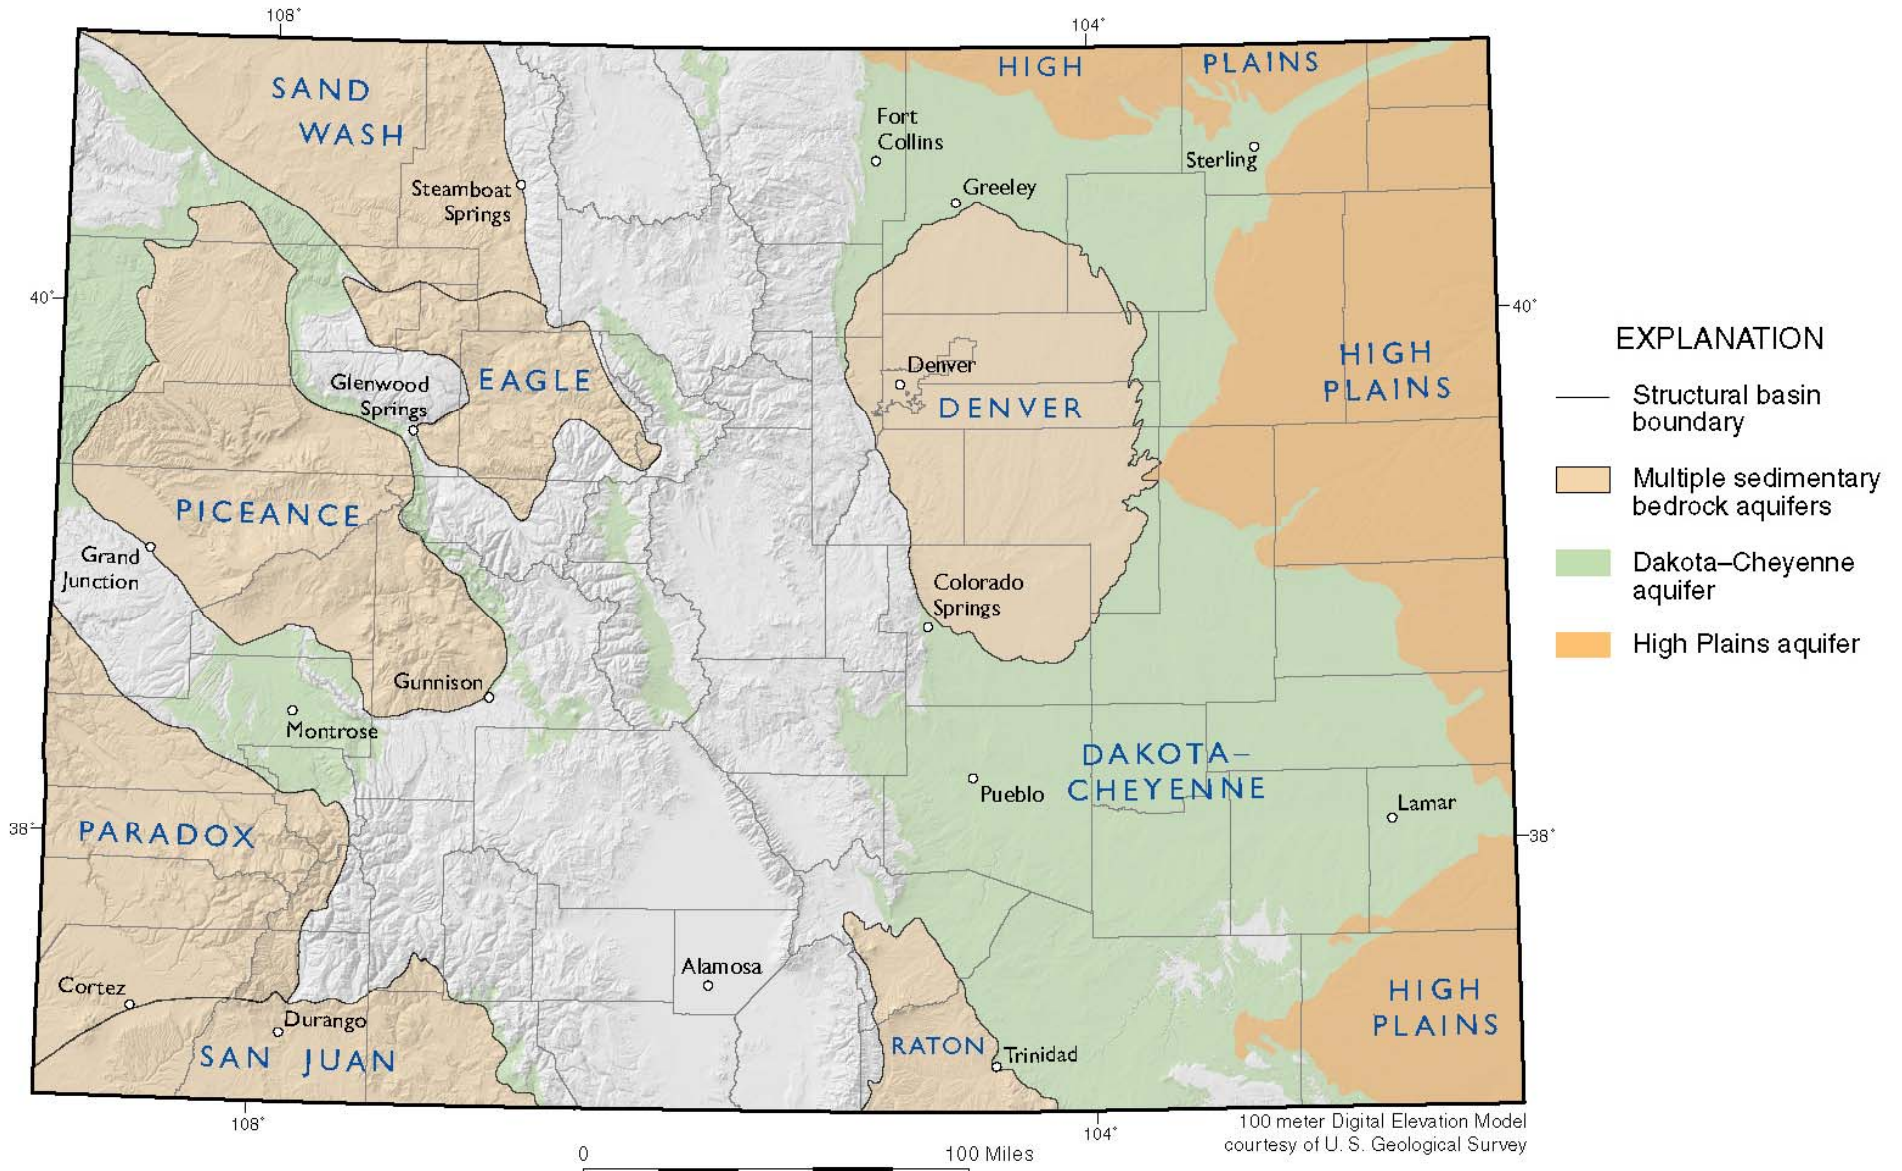 108°
104°
SAND
WASH
HIGH
PLAINS
Fort
Collins
Sterling
Steamboat
Springs
Greeley
40°
40°
EXPLANATION
Structural basin
boundary
Multiple sedimentary
bedrock aquifers
Dakota–Cheyenne
aquifer
High Plains aquifer
HIGH
PLAINS
Glenwood
Springs
EAGLE
Denver
DENVER
PICEANCE
Grand
Junction
Colorado
Springs
Gunnison
Montrose
DAKOTA–
CHEYENNE
Pueblo
Lamar
38°
38°
PARADOX
Cortez
Alamosa
HIGH
PLAINS
Durango
SAN JUAN
RATON
Trinidad
108°
104°
100 meter Digital Elevation Model
courtesy of U. S. Geological Survey
0
100 Miles